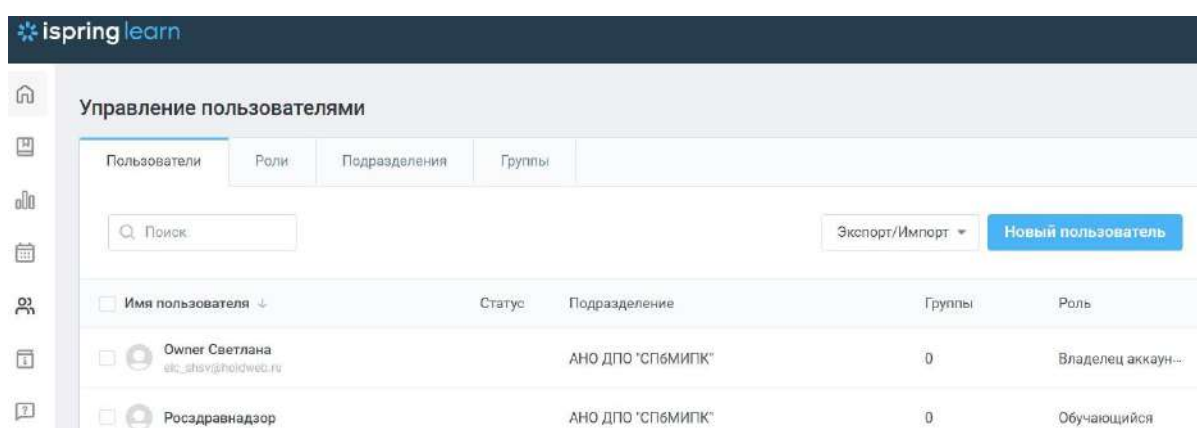 ispring learn
Управление пользователями
Пользователи Роли Подразделения Группы
Поиск Экспорт/Импорт Новый пользователь
Имя пользователя ↓ Статус Подразделение Группы Роль
Owner Светлана АНО ДПО "СПбМИПК" 0 Владелец аккаун...
Росздравнадзор АНО ДПО "СПбМИПК" 0 Обучающийся